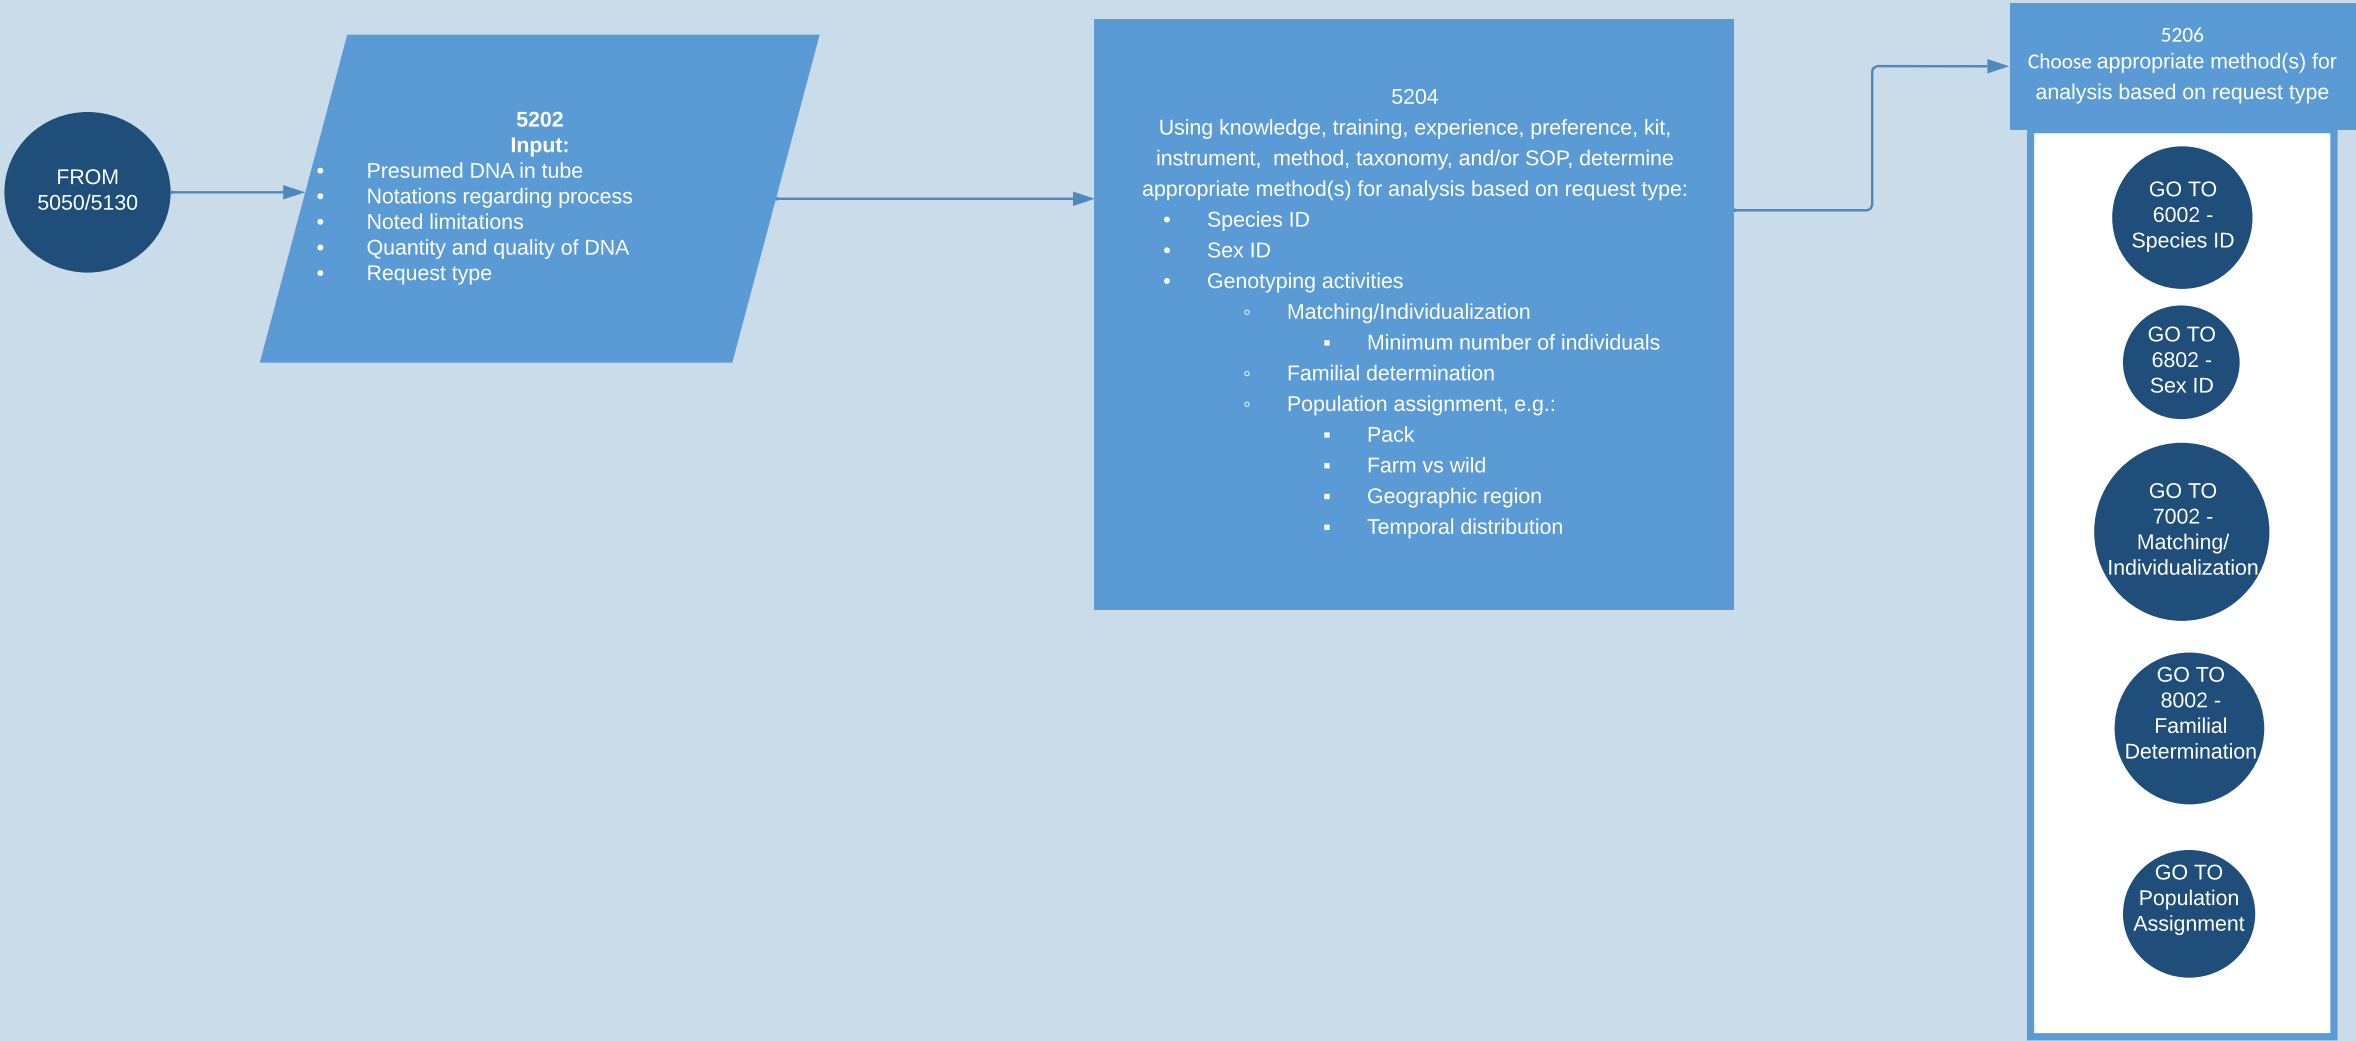 FROM
5050/5130
5202
Input:
• Presumed DNA in tube
• Notations regarding process
• Noted limitations
• Quantity and quality of DNA
• Request type
5204
Using knowledge, training, experience, preference, kit,
instrument,  method, taxonomy, and/or SOP, determine
appropriate method(s) for analysis based on request type:
• Species ID
• Sex ID
• Genotyping activities
◦ Matching/Individualization
▪ Minimum number of individuals
◦ Familial determination
◦ Population assignment, e.g.:
▪ Pack
▪ Farm vs wild
▪ Geographic region
▪ Temporal distribution
5206
Choose appropriate method(s) for
analysis based on request type
GO TO
6002 -
Species ID
GO TO
6802 -
Sex ID
GO TO
7002 -
Matching/
Individualization
GO TO
8002 -
Familial
Determination
GO TO
Population
Assignment